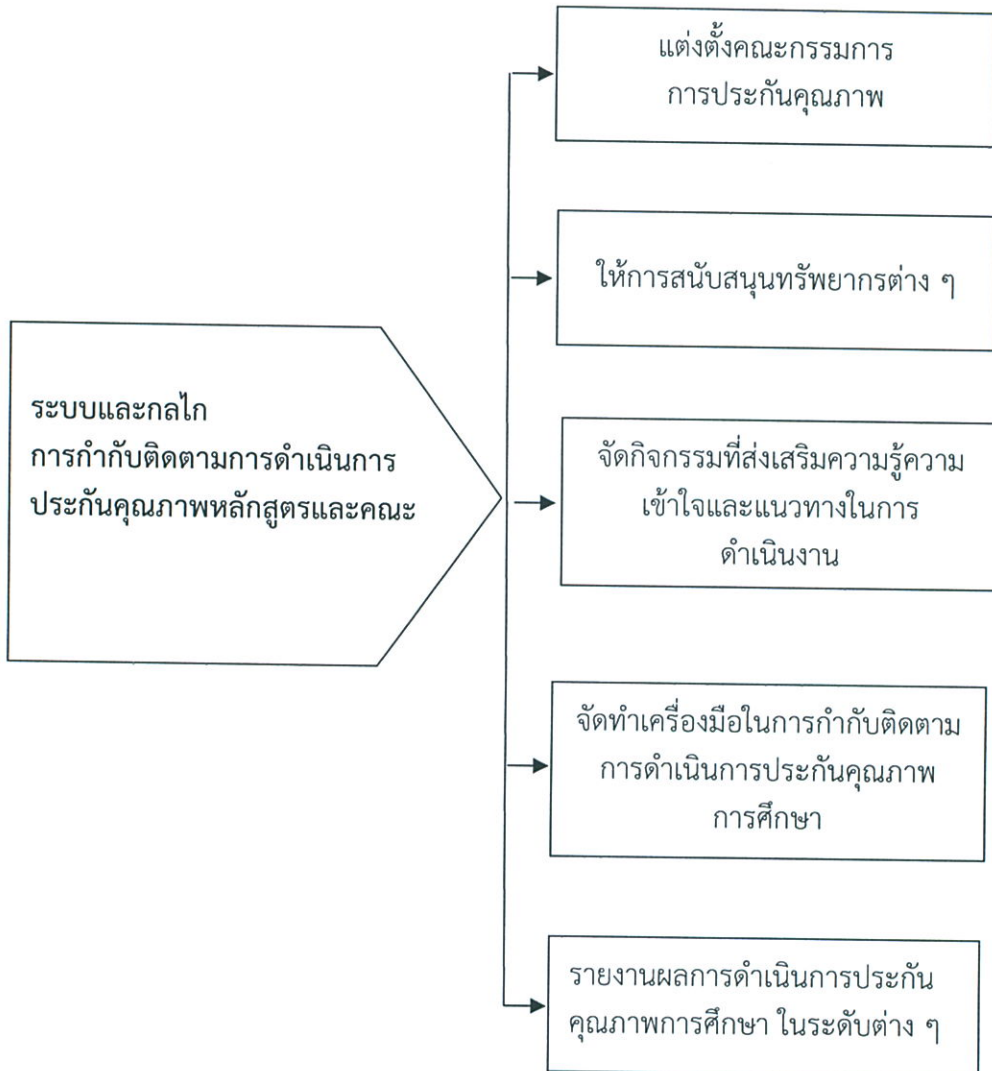 ระบบและกลไก
การกำกับติดตามการดำเนินการ
ประกันคุณภาพหลักสูตรและคณะ
แต่งตั้งคณะกรรมการ
การประกันคุณภาพ
ให้การสนับสนุนทรัพยากรต่าง ๆ
จัดกิจกรรมที่ส่งเสริมความรู้ความ
เข้าใจและแนวทางในการ
ดำเนินงาน
จัดทำเครื่องมือในการกำกับติดตาม
การดำเนินการประกันคุณภาพ
การศึกษา
รายงานผลการดำเนินการประกัน
คุณภาพการศึกษา ในระดับต่าง ๆ